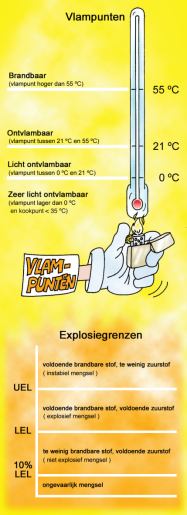 Vlampunten
Brandbaar
(vlampunt hoger dan 55 ºC)
55 ºC
Ontvlambaar
(vlampunt tussen 21 ºC en 55 ºC)
21 ºC
Licht ontvlambaar
(vlampunt tussen 0 ºC en 21 ºC)
0 ºC
Zeer licht ontvlambaar
(vlampunt lager dan 0 ºC
en kookpunt < 35 ºC)
VLAM-
PUNTEN
Explosiegrenzen
voldoende brandbare stof, te weinig zuurstof
( instabiel mengsel )
UEL
voldoende brandbare stof, voldoende zuurstof
( explosief mengsel )
LEL
te weinig brandbare stof, voldoende zuurstof
( niet explosief mengsel )
10%
LEL
ongevaarlijk mengsel